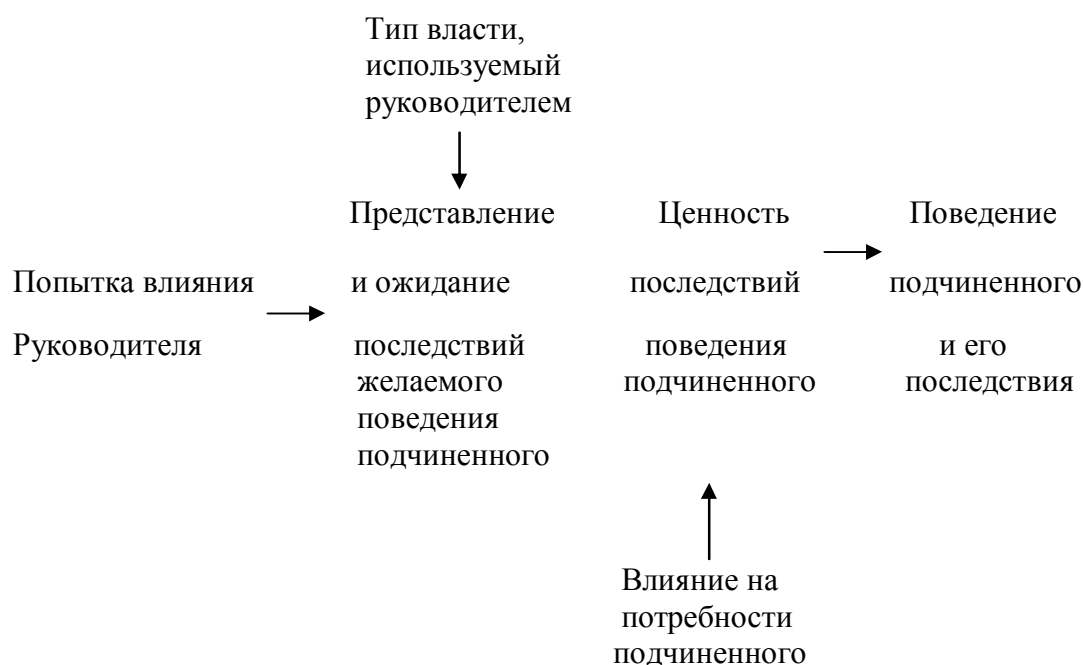 Тип власти,
используемый
руководителем
Представление Ценность Поведение
Попытка влияния и ожидание последствий подчиненного
Руководителя последствий поведения и его
желаемого подчиненного последствия
поведения
подчиненного
Влияние на
потребности
подчиненного